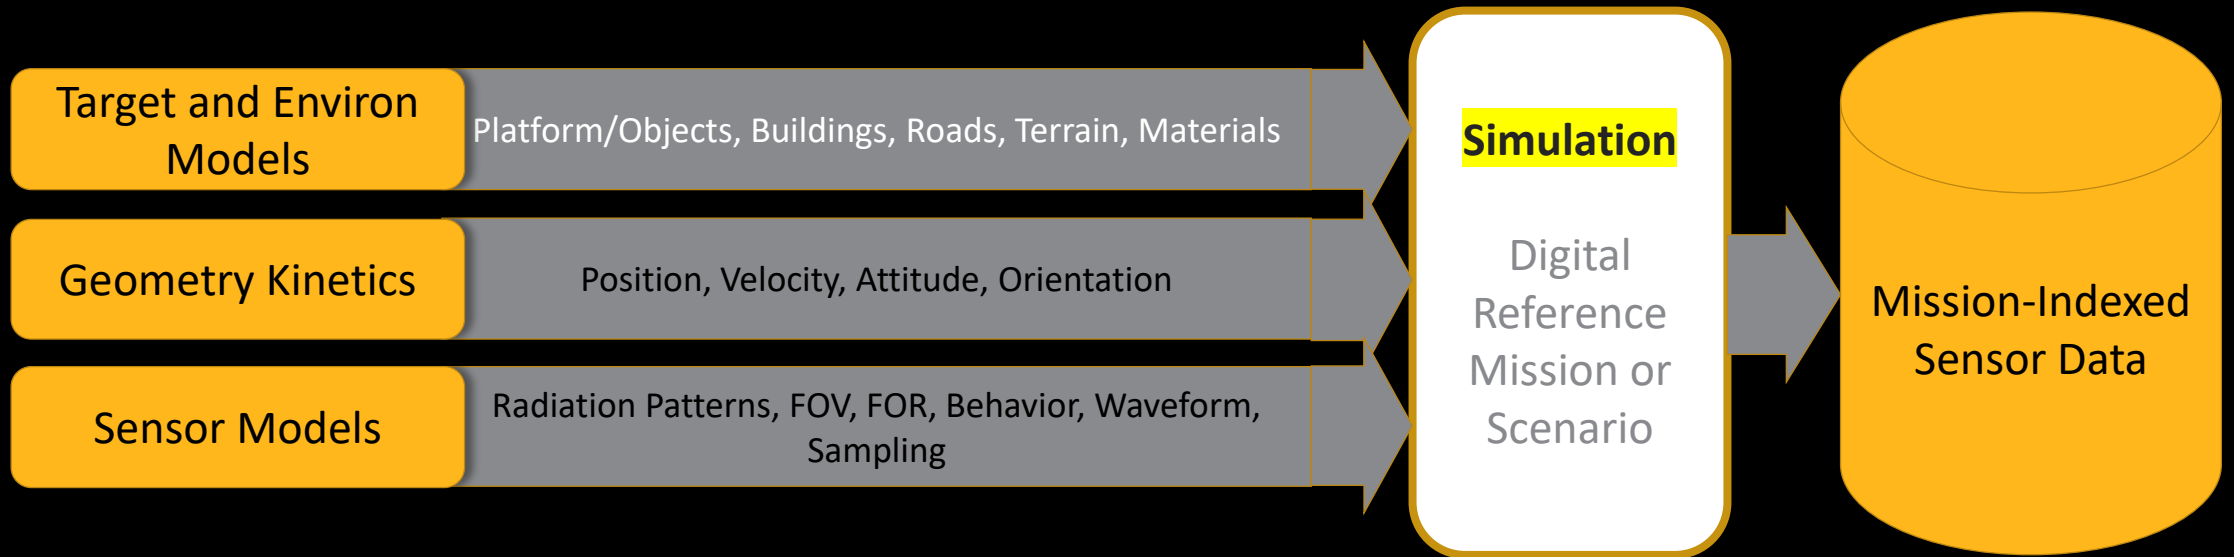 Target and Environ
Models
Platform/Objects, Buildings, Roads, Terrain, Materials
Geometry Kinetics
Position, Velocity, Attitude, Orientation
Sensor Models
Radiation Patterns, FOV, FOR, Behavior, Waveform,
Sampling
Simulation
Digital
Reference
Mission or
Scenario
Mission-Indexed
Sensor Data